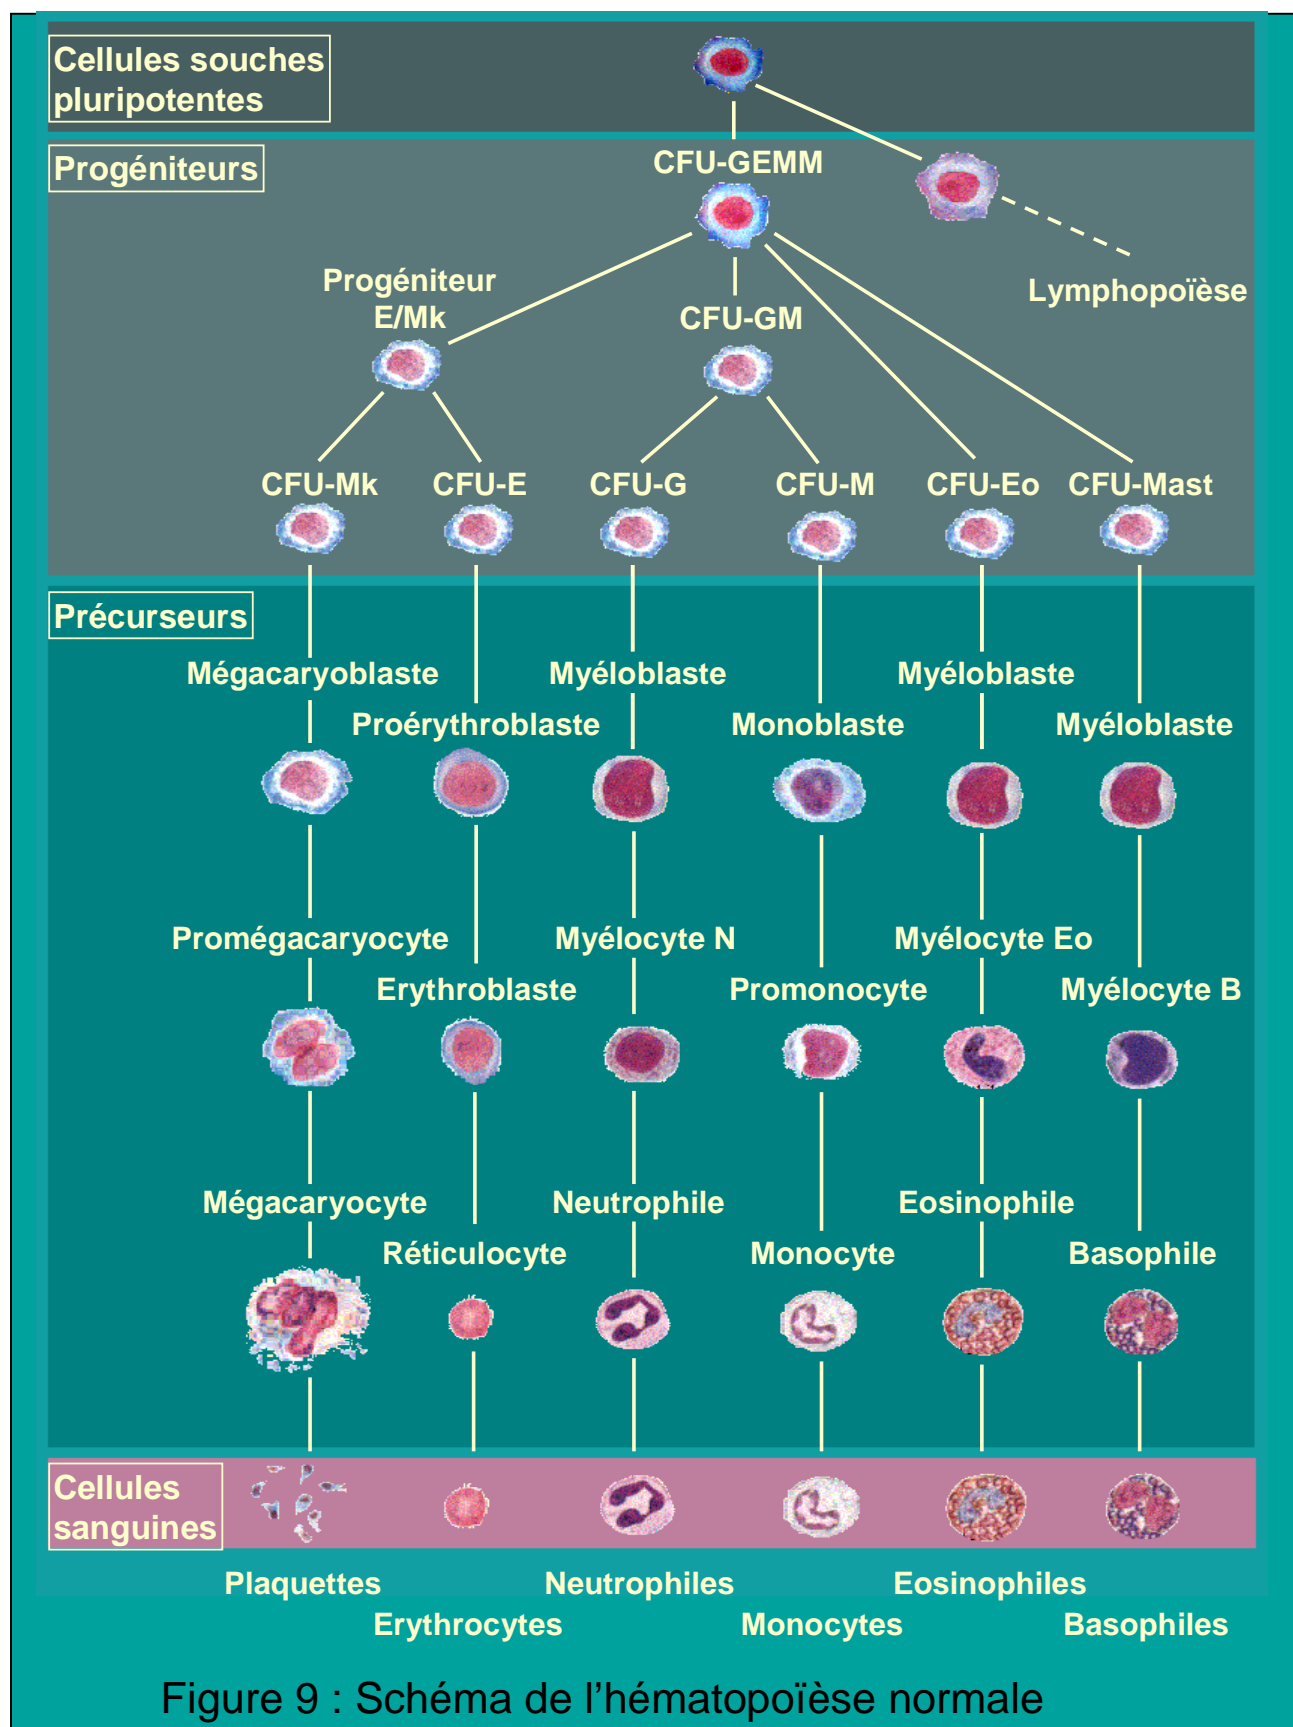 Cellules souches
pluripotentes
Progéniteurs
CFU-GEMM
Lymphopoïèse
Progéniteur
E/Mk
CFU-GM
CFU-Mk CFU-E CFU-G CFU-M CFU-Eo CFU-Mast
Précurseurs
Mégacaryoblaste Myéloblaste Myéloblaste
Proérythroblaste Monoblaste Myéloblaste
Promégacaryocyte Myélocyte N Myélocyte Eo
Erythroblaste Promonocyte Myélocyte B
Mégacaryocyte Neutrophile Eosinophile
Réticulocyte Monocyte Basophile
Cellules
sanguines
Plaquettes Neutrophiles Eosinophiles
Erythrocytes Monocytes Basophiles
Figure 9 : Schéma de l’hématopoïèse normale